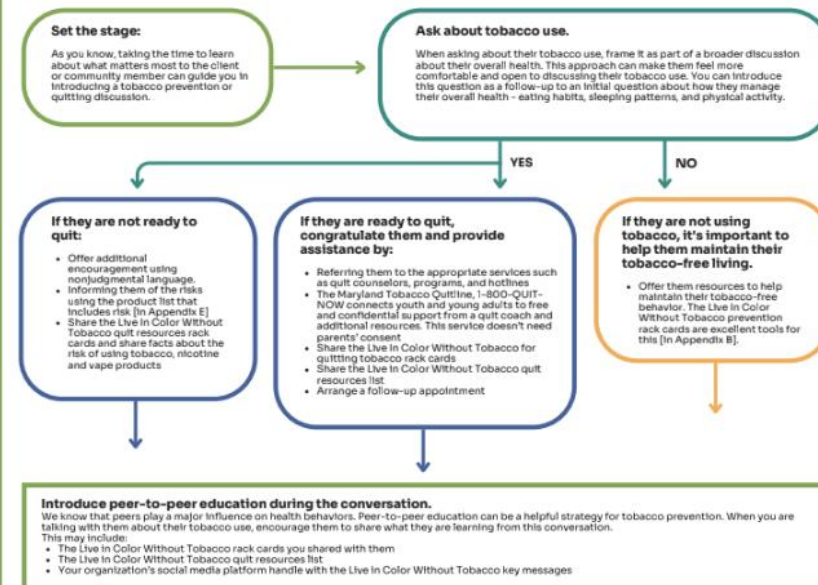 Set the stage:
As you know, taking the time to learn
about what matters most to the client
or community member can guide you in
introducing a tobacco prevention or
quitting discussion.
Ask about tobacco use.
When asking about their tobacco use, frame it as part of a broader discussion
about their overall health. This approach can make them feel more
comfortable and open to discussing their tobacco use. You can introduce
this question as a follow-up to an initial question about how they manage
their overall health - eating habits, sleeping patterns, and physical activity.
YES
NO
If they are not ready to
quit:
• Offer additional
encouragement using
nonjudgmental language.
• Informing them of the risks
using the product list that
includes risk [in Appendix E]
• Share the Live in Color Without
Tobacco quit resources rack
cards and share facts about the
risk of using tobacco, nicotine
and vape products
If they are ready to quit,
congratulate them and provide
assistance by:
• Referring them to the appropriate services such
as quit counselors, programs, and hotlines
• The Maryland Tobacco Quitline, 1-800-QUIT-
NOW connects youth and young adults to free
and confidential support from a quit coach and
additional resources. This service doesn't need
parents' consent
• Share the Live in Color Without Tobacco for
quitting tobacco rack cards
• Share the Live in Color Without Tobacco quit
resources list
• Arrange a follow-up appointment
If they are not using
tobacco, it's important to
help them maintain their
tobacco-free living.
• Offer them resources to help
maintain their tobacco-free
behavior. The Live in Color
Without Tobacco prevention
rack cards are excellent tools for
this [in Appendix B].
Introduce peer-to-peer education during the conversation.
We know that peers play a major influence on health behaviors. Peer-to-peer education can be a helpful strategy for tobacco prevention. When you are
talking with them about their tobacco use, encourage them to share what they are learning from this conversation.
This may include:
• The Live in Color Without Tobacco rack cards you shared with them
• The Live in Color Without Tobacco quit resources list
• Your organization's social media platform handle with the Live in Color Without Tobacco key messages